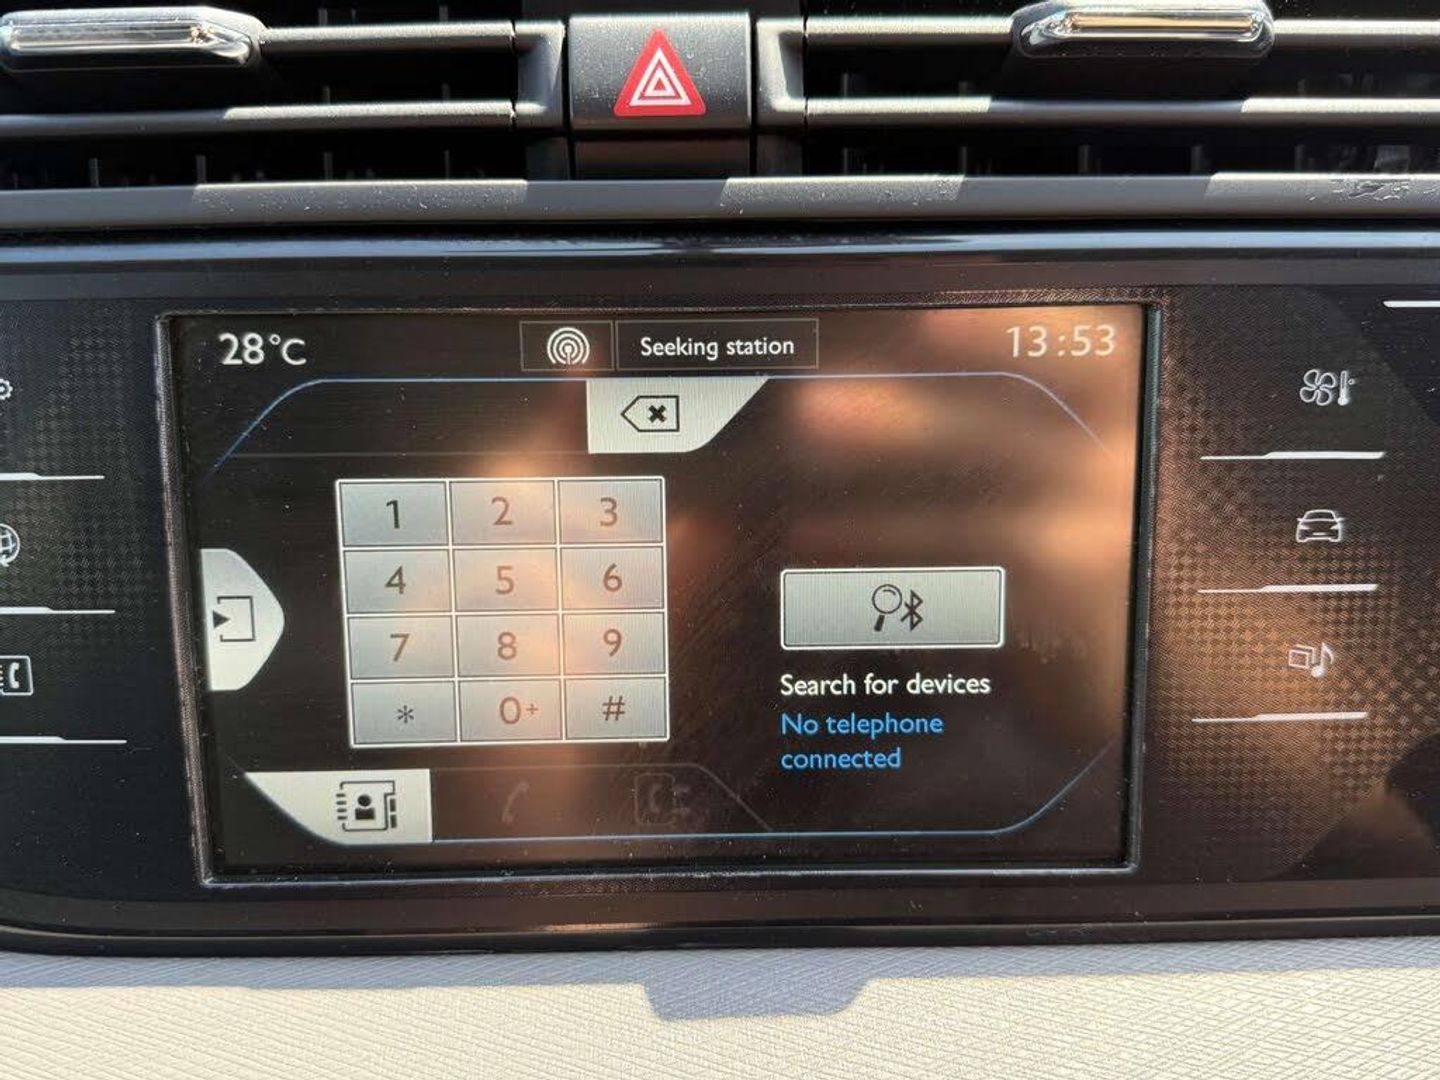 28°C
Seeking station
13:53
1 2 3
4 5 6
7 8 9
* 0+ #
Search for devices
No telephone
connected